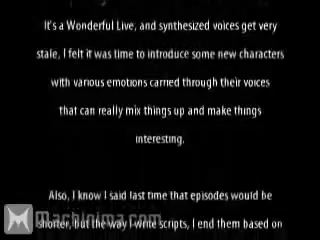 It's a Wonderful Live, and synthesized voices get very
stale, I felt it was time to introduce some new characters
with various emotions carried through their voices
that can really mix things up and make things
interesting.
Also, I know I said last time that episodes would be
shorter, but the way I write scripts, I end them based on
Machinima.com